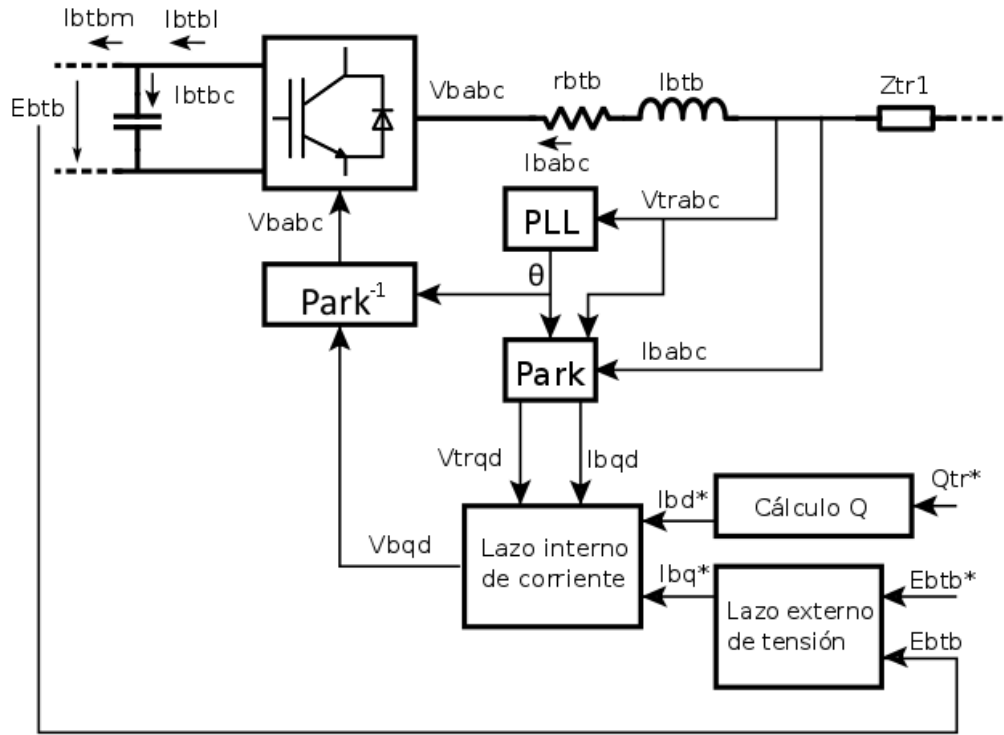 Ibtbm
Ibtbl
Ebtb
Ibtbc
Vbabc
rbtb
lbtb
Ztr1
Ibabc
Vtrabc
PLL
Vbabc
θ
Park-1
Ibabc
Park
Vtrqd
Ibqd
Qtr*
Ibd*
Cálculo Q
Vbqd
Lazo interno
de corriente
Ibq*
Ebtb*
Lazo externo
de tensión
Ebtb